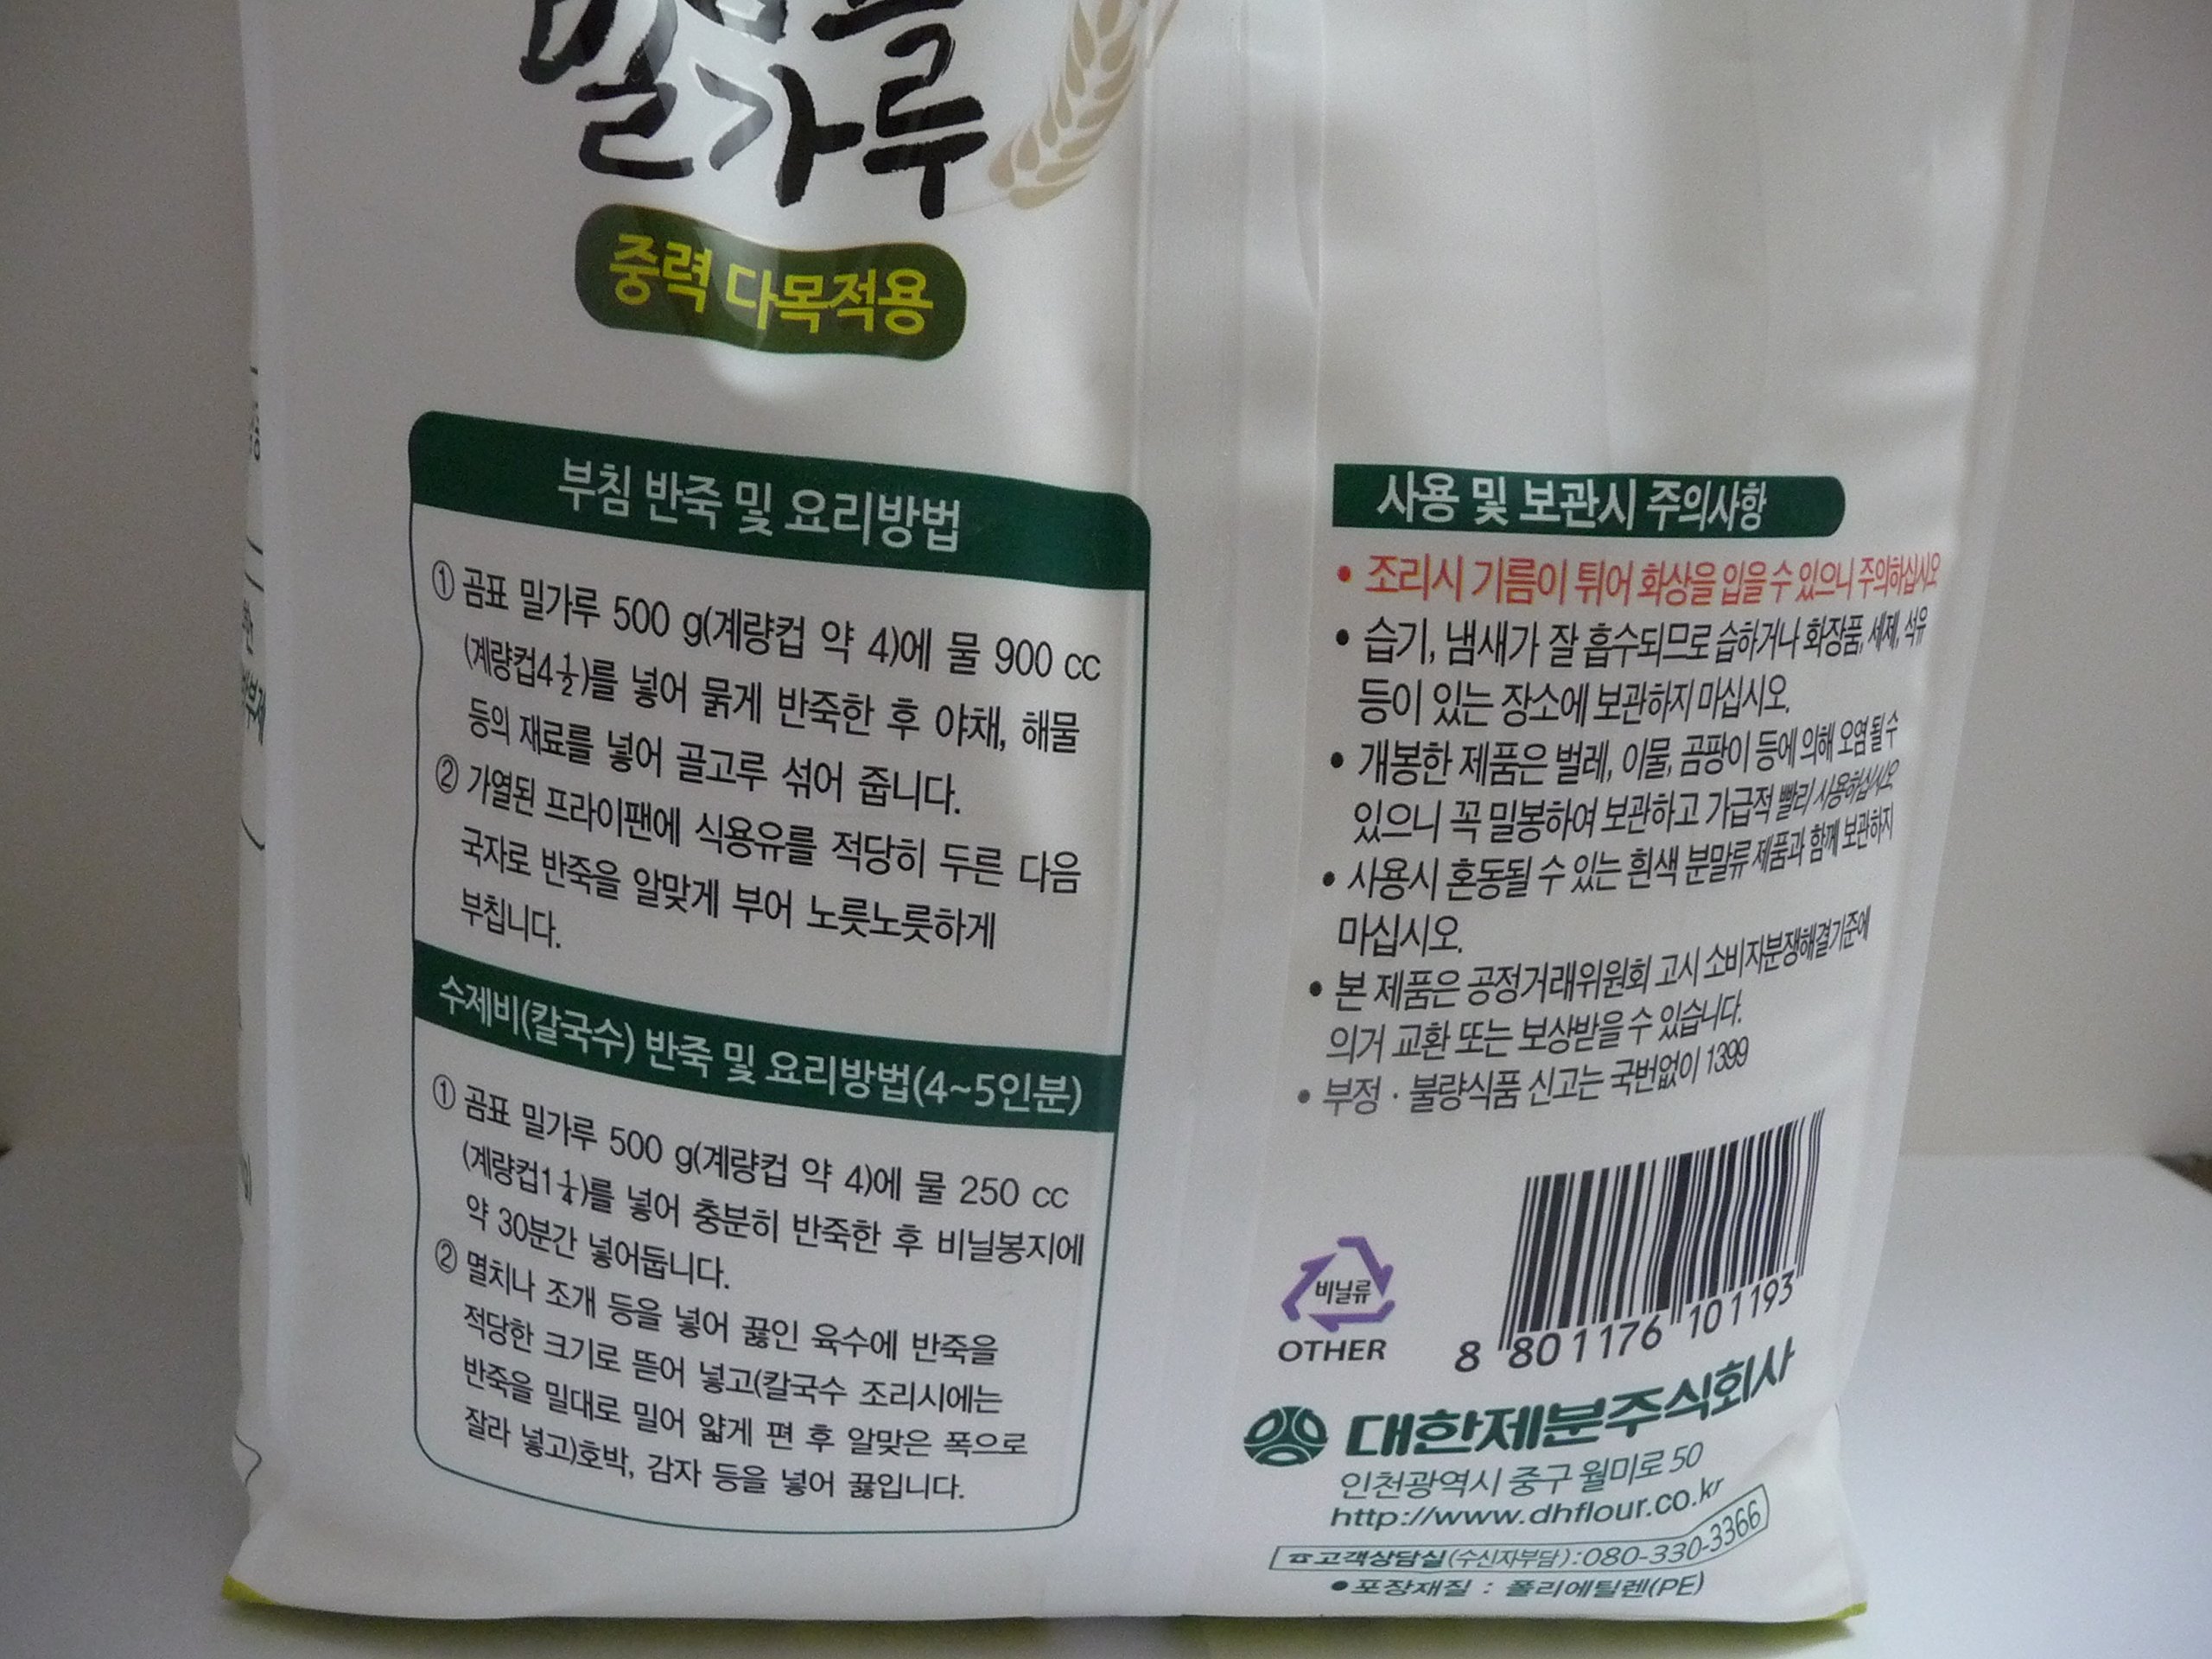 밀가루
중력 다목적용
부침 반죽 및 요리방법
① 곰표 밀가루 500 g(계량컵 약 4)에 물 900 cc
(계량컵4½)를 넣어 묽게 반죽한 후 야채, 해물
등의 재료를 넣어 골고루 섞어 줍니다.
② 가열된 프라이팬에 식용유를 적당히 두른 다음
국자로 반죽을 알맞게 부어 노릇노릇하게
부칩니다.
수제비(칼국수) 반죽 및 요리방법(4~5인분)
① 곰표 밀가루 500 g(계량컵 약 4)에 물 250 cc
(계량컵1¼)를 넣어 충분히 반죽한 후 비닐봉지에
약 30분간 넣어둡니다.
② 멸치나 조개 등을 넣어 끓인 육수에 반죽을
적당한 크기로 뜯어 넣고(칼국수 조리시에는
반죽을 밀대로 밀어 얇게 편 후 알맞은 폭으로
잘라 넣고)호박, 감자 등을 넣어 끓입니다.
사용 및 보관시 주의사항
• 조리시 기름이 튀어 화상을 입을 수 있으니 주의하십시오
• 습기, 냄새가 잘 흡수되므로 습하거나 화장품, 세제, 석유
등이 있는 장소에 보관하지 마십시오.
• 개봉한 제품은 벌레, 이물, 곰팡이 등에 의해 오염 될 수
있으니 꼭 밀봉하여 보관하고 가급적 빨리 사용하십시오
• 사용시 혼동될 수 있는 흰색 분말류 제품과 함께 보관하지
마십시오.
• 본 제품은 공정거래위원회 고시 소비자분쟁해결기준에
의거 교환 또는 보상받을 수 있습니다.
• 부정 · 불량식품 신고는 국번없이 1399
비닐류
OTHER
8 801176 101193
대한제분주식회사
인천광역시 중구 월미로 50
http://www.dhflour.co.kr
☎고객상담실(수신자부담):080-330-3366
●포장재질 : 폴리에틸렌(PE)